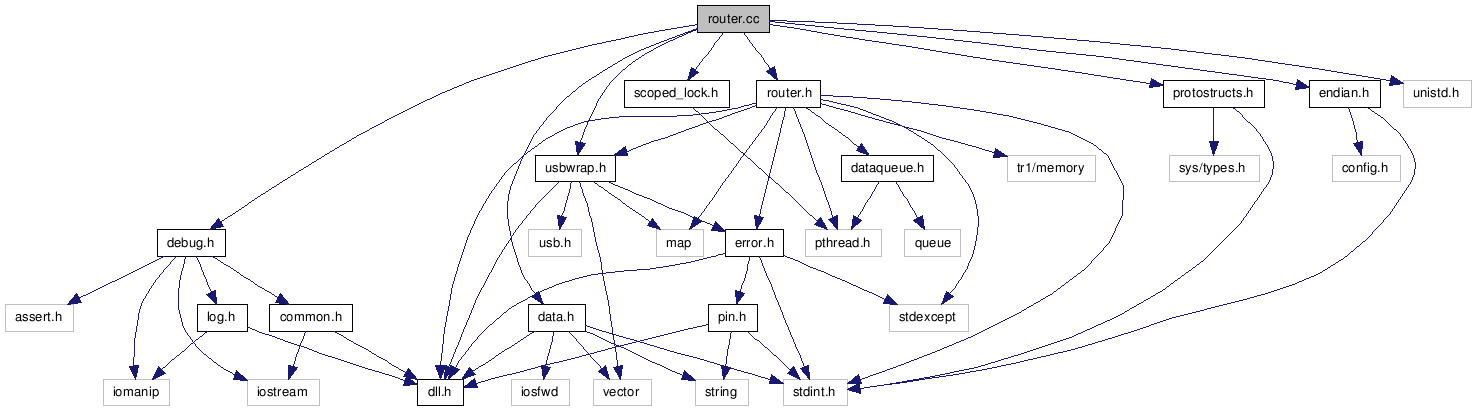 router.cc
scoped_lock.h
router.h
protostructs.h
endian.h
unistd.h
usbwrap.h
dataqueue.h
tr1/memory
sys/types.h
config.h
debug.h
usb.h
map
error.h
pthread.h
queue
assert.h
log.h
common.h
data.h
pin.h
stdexcept
iomanip
iostream
dll.h
iosfwd
vector
string
stdint.h